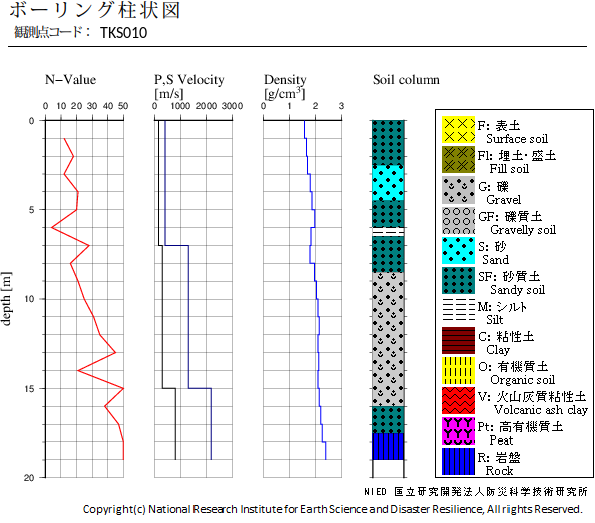 ボーリング柱状図
観測点コード： TKS010
N−Value
P,S Velocity
[m/s]
Density
[g/cm3]
Soil column
0 10 20 30 40 50
0 1000 2000 3000
0 1 2 3
0
5
10
15
20
depth [m]
F: 表土
Surface soil
Fl: 埋土・盛土
Fill soil
G: 礫
Gravel
GF: 礫質土
Gravelly soil
S: 砂
Sand
SF: 砂質土
Sandy soil
M: シルト
Silt
C: 粘性土
Clay
O: 有機質土
Organic soil
V: 火山灰質粘性土
Volcanic ash clay
Pt: 高有機質土
Peat
R: 岩盤
Rock
NIED 国立研究開発法人防災科学技術研究所
Copyright(c) National Research Institute for Earth Science and Disaster Resilience, All rights Reserved.